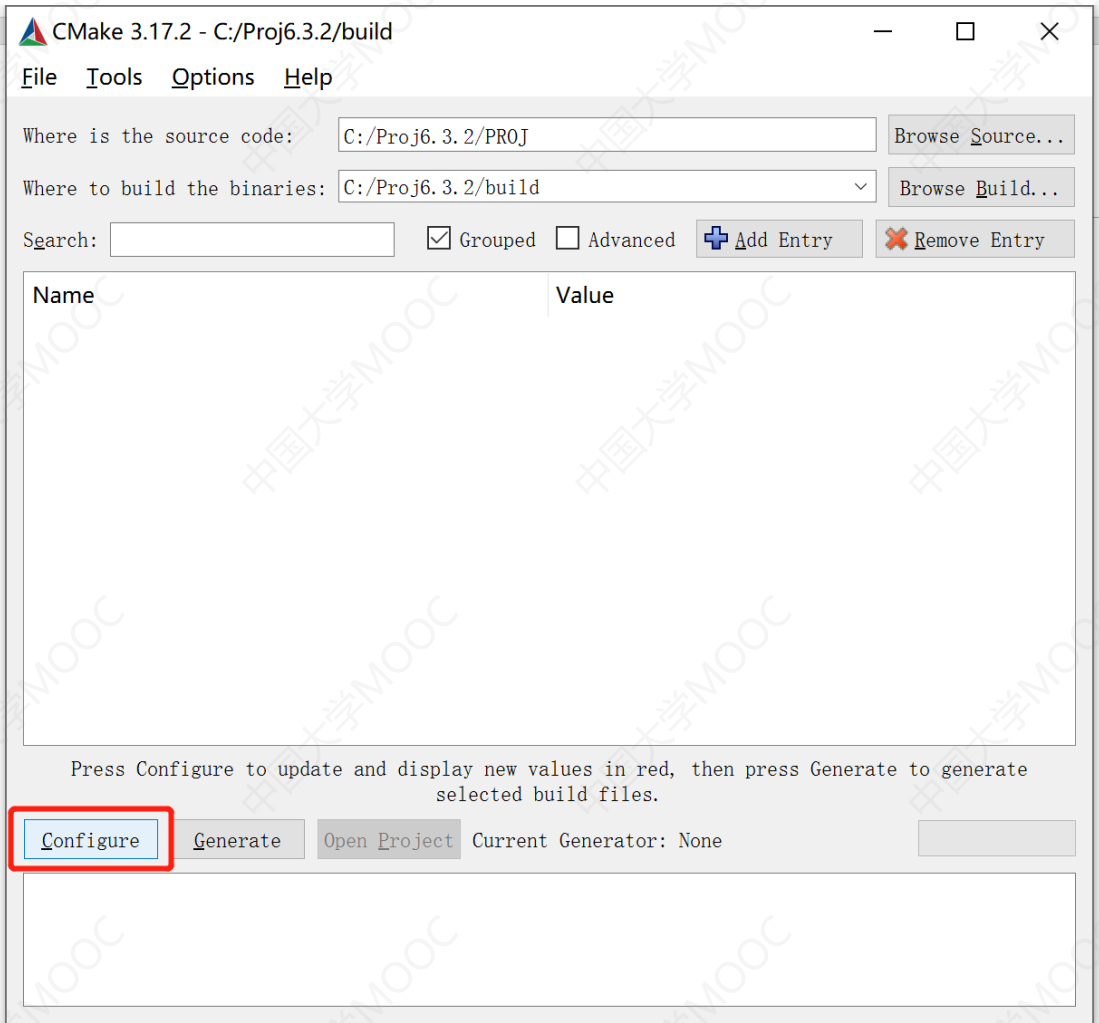 CMake 3.17.2 - C:/Proj6.3.2/build
File Tools Options Help
Where is the source code: C:/Proj6.3.2/PROJ Browse Source...
Where to build the binaries: C:/Proj6.3.2/build Browse Build...
Search: Grouped Advanced Add Entry Remove Entry
Name Value
Press Configure to update and display new values in red, then press Generate to generate
selected build files.
Configure Generate Open Project Current Generator: None
中国大学MOOC